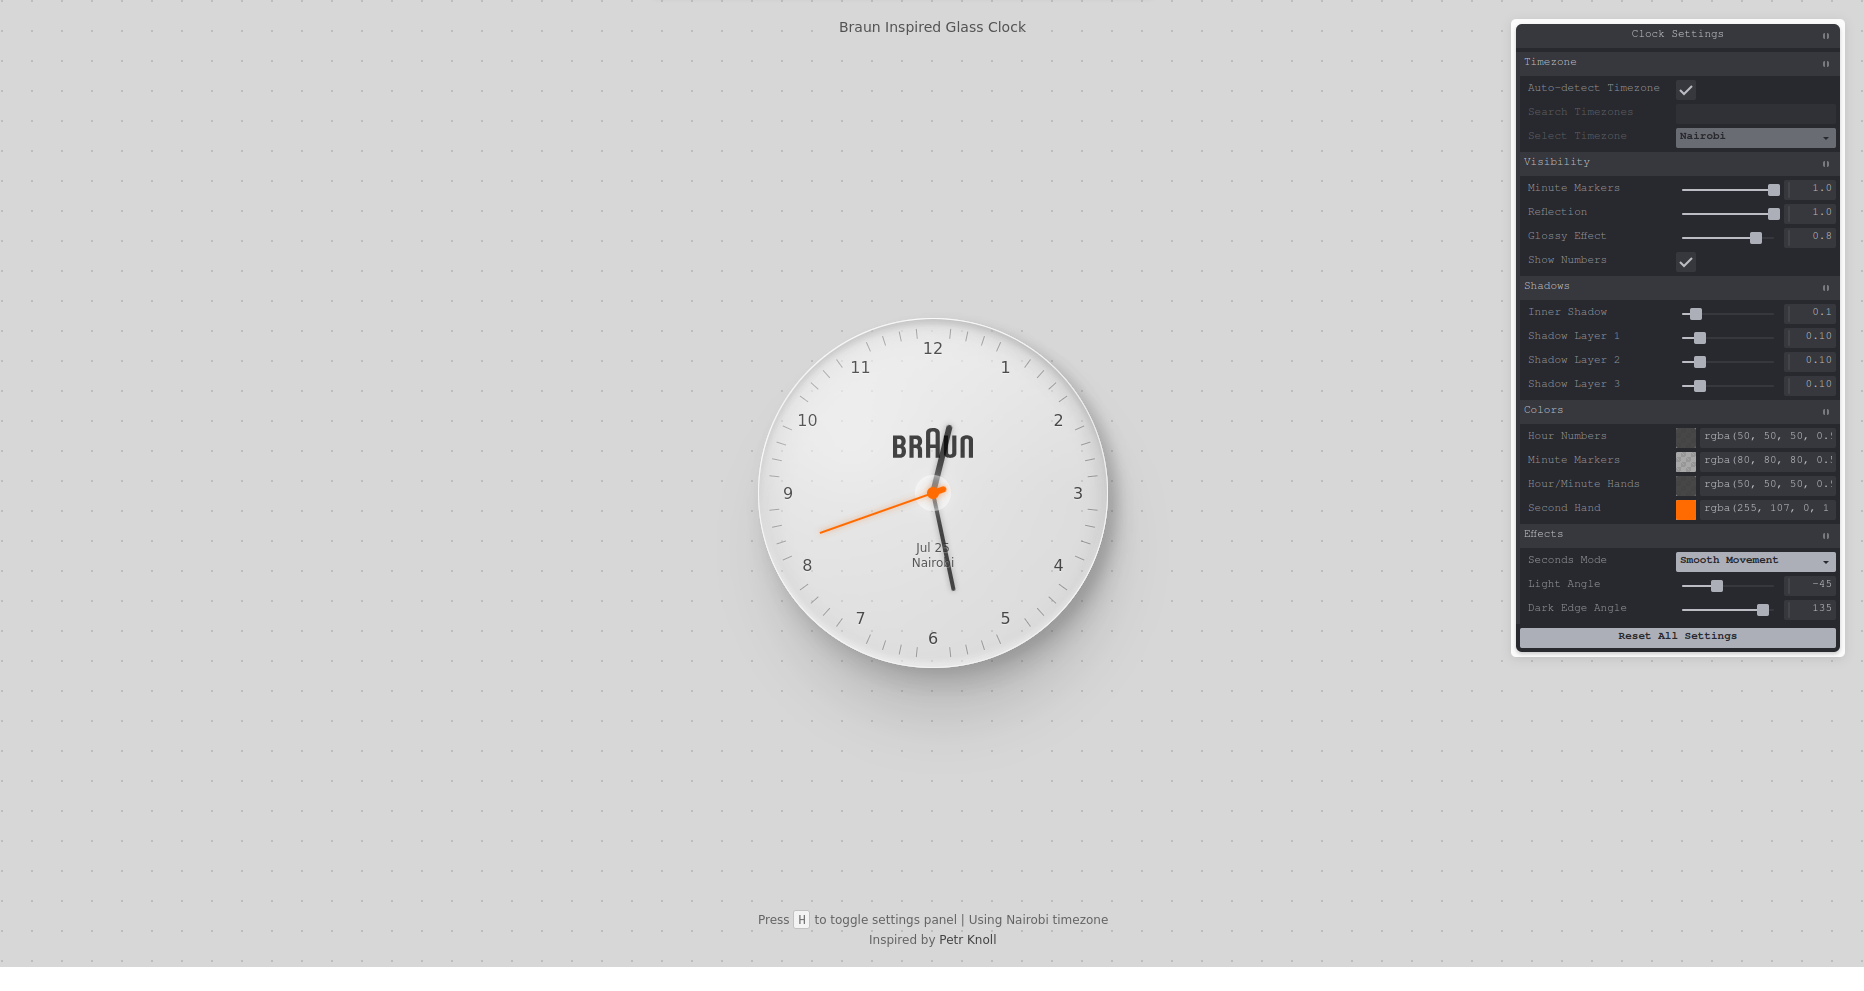 Braun Inspired Glass Clock
12
11
1
10
2
BRAUN
9
3
Jul 25
Nairobi
8
4
7
5
6
Press H to toggle settings panel | Using Nairobi timezone
Inspired by Petr Knoll
Clock Settings
Timezone
Auto-detect Timezone
Search Timezones
Select Timezone Nairobi
Visibility
Minute Markers 1.0
Reflection 1.0
Glossy Effect 0.8
Show Numbers
Shadows
Inner Shadow 0.1
Shadow Layer 1 0.10
Shadow Layer 2 0.10
Shadow Layer 3 0.10
Colors
Hour Numbers rgba(50, 50, 50, 0.
Minute Markers rgba(80, 80, 80, 0.
Hour/Minute Hands rgba(50, 50, 50, 0.
Second Hand rgba(255, 107, 0, 1
Effects
Seconds Mode Smooth Movement
Light Angle -45
Dark Edge Angle 135
Reset All Settings